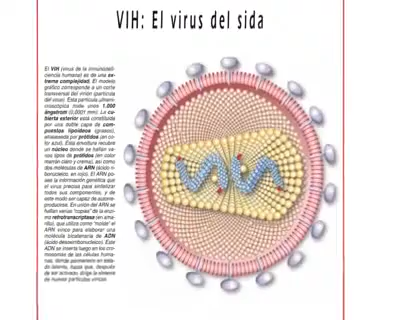 VIH: El virus del sida
El VIH (virus de la inmunodefi-
ciencia humana) es de una ex-
trema complejidad. El modelo
gráfico corresponde a un corte
transversal del virión (partícula
del virus). Esta partícula ultrami-
croscópica mide unos 1.000
ángstrom (0,0001 mm). La cu-
bierta exterior está constituida
por una doble capa de com-
puestos lipoideos (grasos),
atravesada por prótidos (en co-
lor azul). Esta envoltura recubre
un núcleo donde se hallan va-
rios tipos de prótidos (en color
marrón claro y crema), así como
dos moléculas de ARN (ácido ri-
bonucleico, en rojo). El ARN po-
see la información genética que
el virus precisa para sintetizar
todos sus componentes, y de
este modo ser capaz de autorre-
producirse. En unión del ARN se
hallan varias "copias" de la enzi-
ma retrotranscriptasa (en ama-
rillo), que utiliza como "molde" el
ARN vírico para elaborar una
molécula bicatenaria de ADN
(ácido desoxirribonucleico). Este
ADN se inserta luego en los cro-
mosomas de las células huma-
nas, donde permanece en esta-
do latente, hasta que, después
de ser activado, dirige la síntesis
de nuevas partículas víricas.